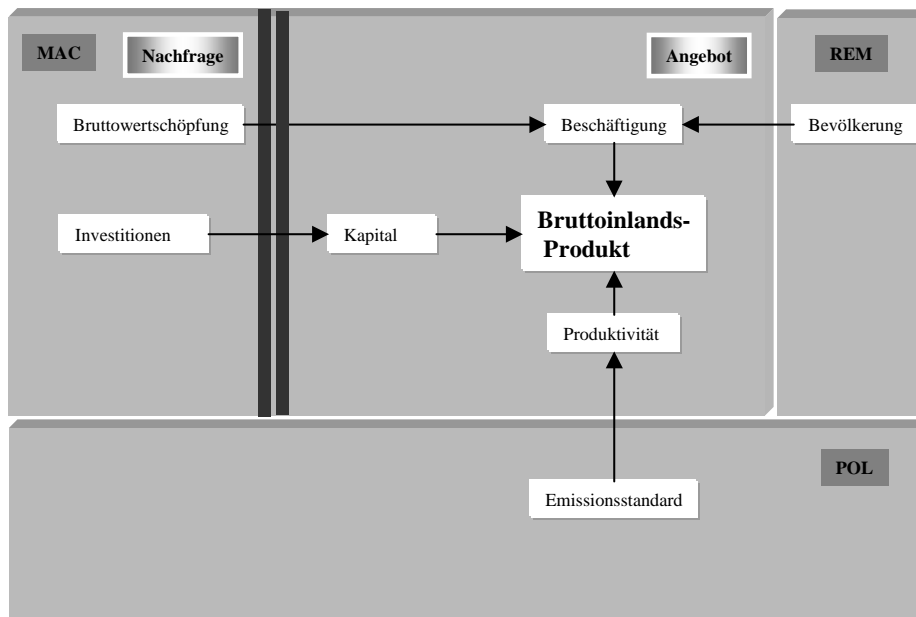 MAC
Nachfrage
Angebot
REM
Bruttowertschöpfung
Beschäftigung
Bevölkerung
Investitionen
Kapital
Bruttoinlands-
Produkt
Produktivität
POL
Emissionsstandard